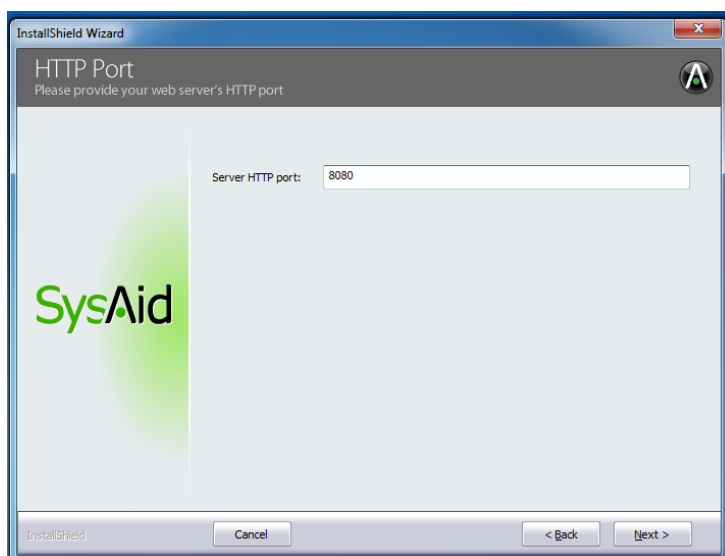 InstallShield Wizard
HTTP Port
Please provide your web server's HTTP port
Server HTTP port: 8080
SysAid
InstallShield
Cancel
< Back
Next >